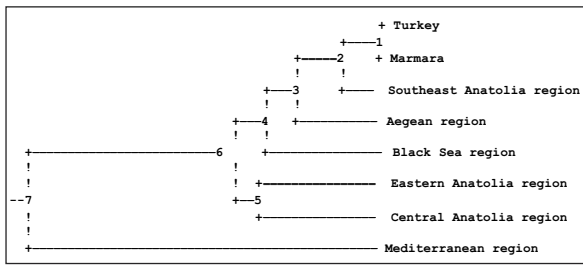 + Turkey
+----1
+-----2 + Marmara
! !
+---3 +---- Southeast Anatolia region
! !
+---4 +----------- Aegean region
! !
+--------------------------6 +---------------- Black Sea region
! !
! ! +---------------- Eastern Anatolia region
--7 +--5
! +---------------- Central Anatolia region
!
+------------------------------------------------- Mediterranean region